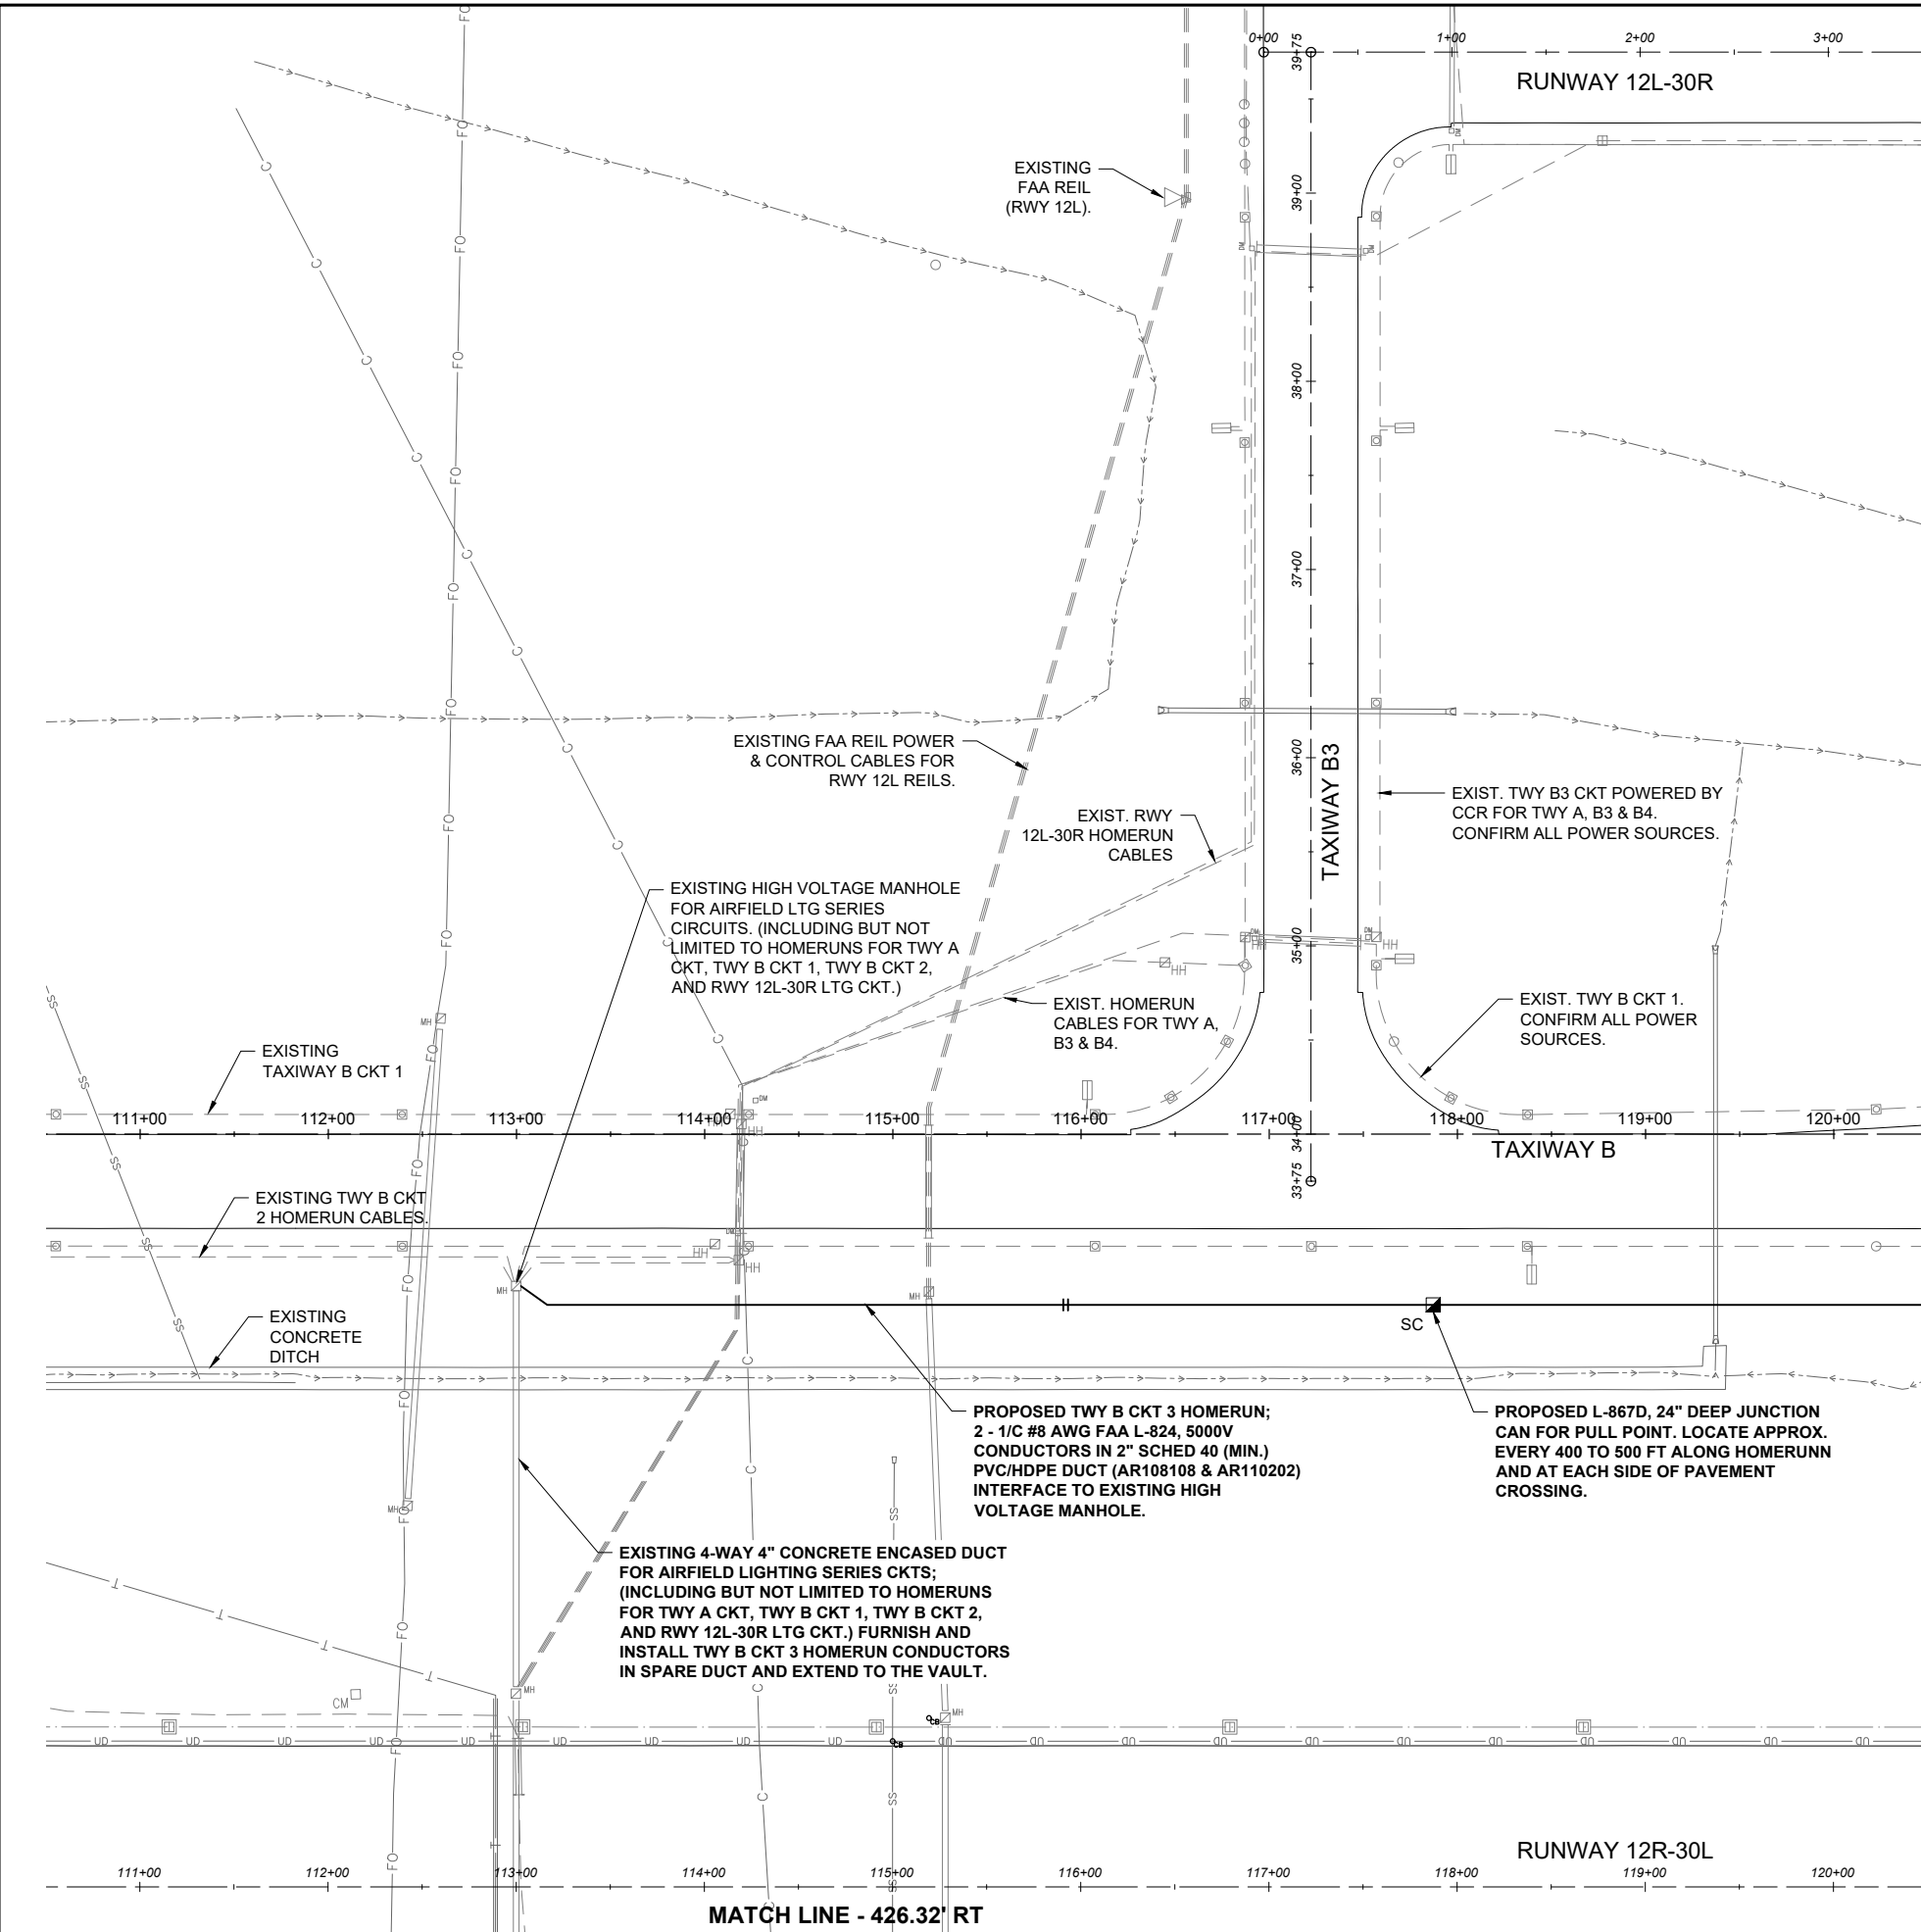 0+00
1+00
2+00
3+00
39+75
RUNWAY 12L-30R
EXISTING
FAA REIL
(RWY 12L).
39+00
38+00
37+00
36+00
35+00
34+00
33+75
TAXIWAY B3
EXISTING FAA REIL POWER
& CONTROL CABLES FOR
RWY 12L REILS.
EXIST. RWY
12L-30R HOMERUN
CABLES
EXIST. TWY B3 CKT POWERED BY
CCR FOR TWY A, B3 & B4.
CONFIRM ALL POWER SOURCES.
EXISTING HIGH VOLTAGE MANHOLE
FOR AIRFIELD LTG SERIES
CIRCUITS. (INCLUDING BUT NOT
LIMITED TO HOMERUNS FOR TWY A
CKT, TWY B CKT 1, TWY B CKT 2,
AND RWY 12L-30R LTG CKT.)
EXIST. HOMERUN
CABLES FOR TWY A,
B3 & B4.
EXIST. TWY B CKT 1.
CONFIRM ALL POWER
SOURCES.
EXISTING
TAXIWAY B CKT 1
111+00
112+00
113+00
114+00
115+00
116+00
117+00
118+00
119+00
120+00
TAXIWAY B
EXISTING TWY B CKT
2 HOMERUN CABLES.
EXISTING
CONCRETE
DITCH
SC
PROPOSED TWY B CKT 3 HOMERUN;
2 - 1/C #8 AWG FAA L-824, 5000V
CONDUCTORS IN 2" SCHED 40 (MIN.)
PVC/HDPE DUCT (AR108108 & AR110202)
INTERFACE TO EXISTING HIGH
VOLTAGE MANHOLE.
PROPOSED L-867D, 24" DEEP JUNCTION
CAN FOR PULL POINT. LOCATE APPROX.
EVERY 400 TO 500 FT ALONG HOMERUNN
AND AT EACH SIDE OF PAVEMENT
CROSSING.
EXISTING 4-WAY 4" CONCRETE ENCASED DUCT
FOR AIRFIELD LIGHTING SERIES CKTS;
(INCLUDING BUT NOT LIMITED TO HOMERUNS
FOR TWY A CKT, TWY B CKT 1, TWY B CKT 2,
AND RWY 12L-30R LTG CKT.) FURNISH AND
INSTALL TWY B CKT 3 HOMERUN CONDUCTORS
IN SPARE DUCT AND EXTEND TO THE VAULT.
CM
MH
CB
CB
RUNWAY 12R-30L
111+00
112+00
113+00
114+00
115+00
116+00
117+00
118+00
119+00
120+00
MATCH LINE - 426.32' RT